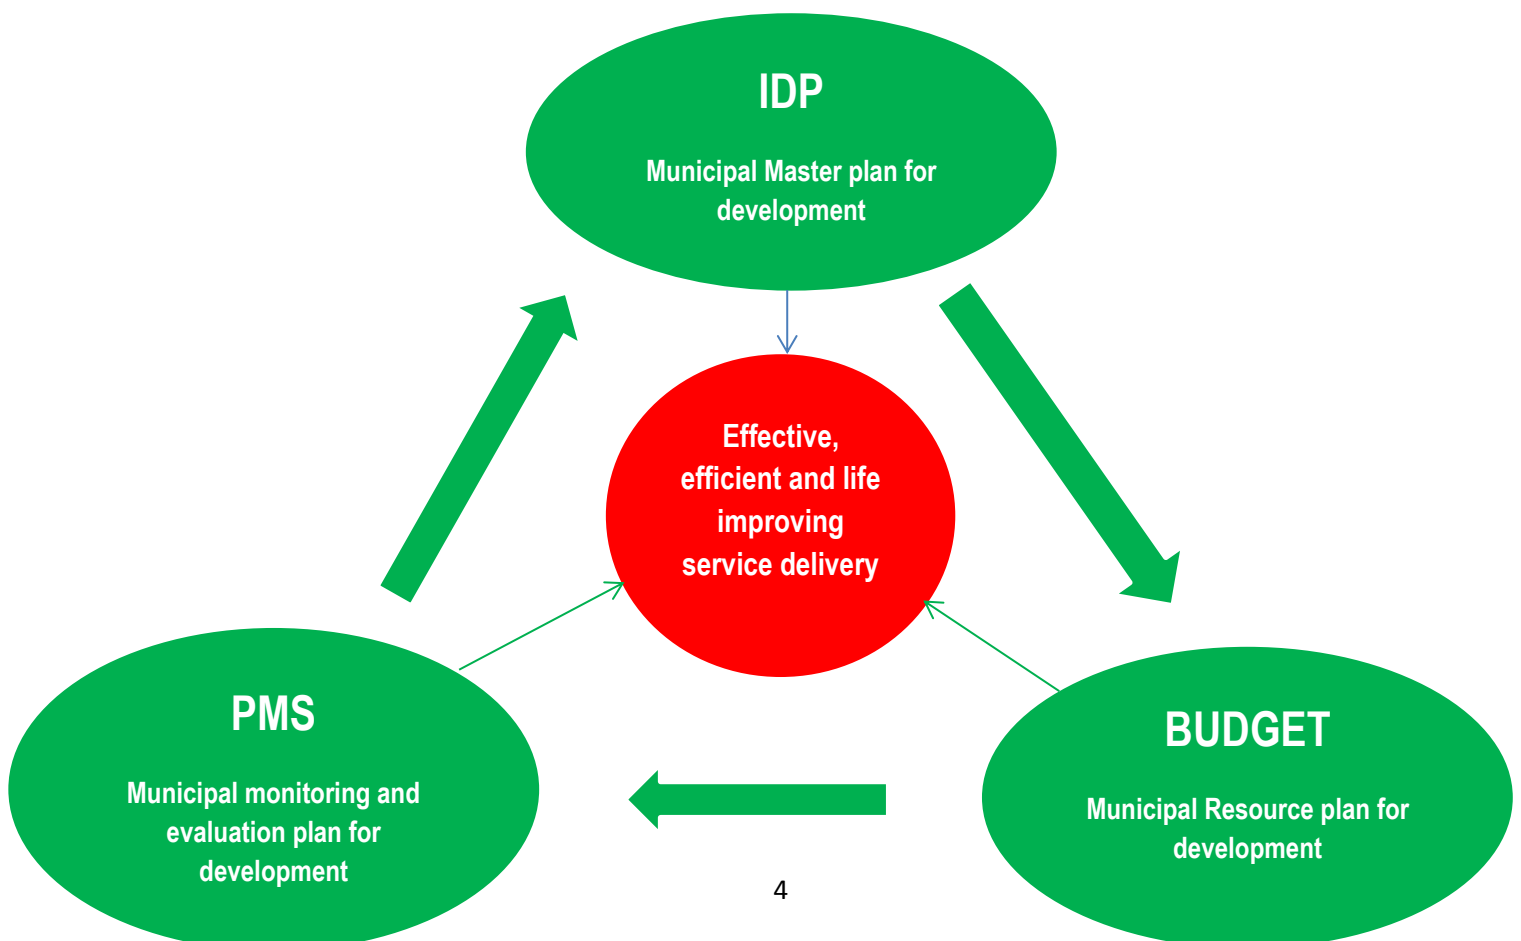 IDP
Municipal Master plan for
development
Effective,
efficient and life
improving
service delivery
PMS
Municipal monitoring and
evaluation plan for
development
BUDGET
Municipal Resource plan for
development
4